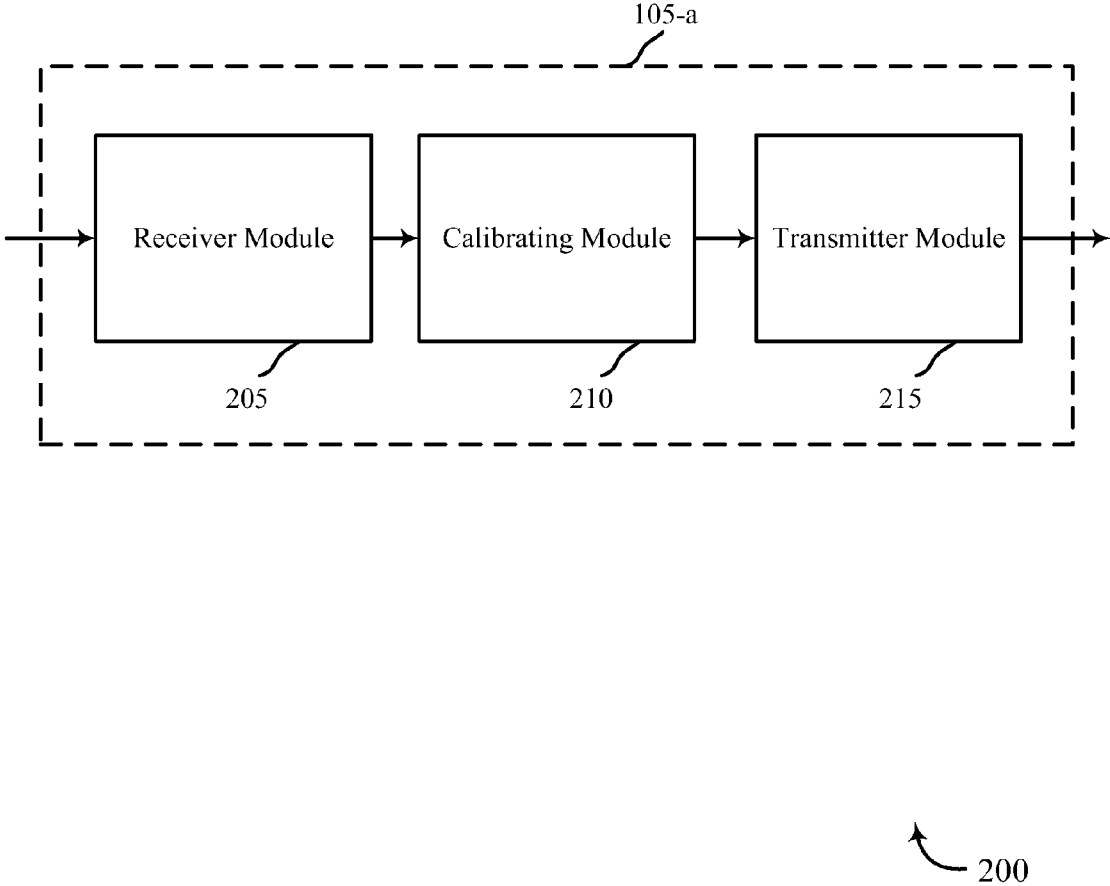 105-a
Receiver Module
Calibrating Module
Transmitter Module
205
210
215
200